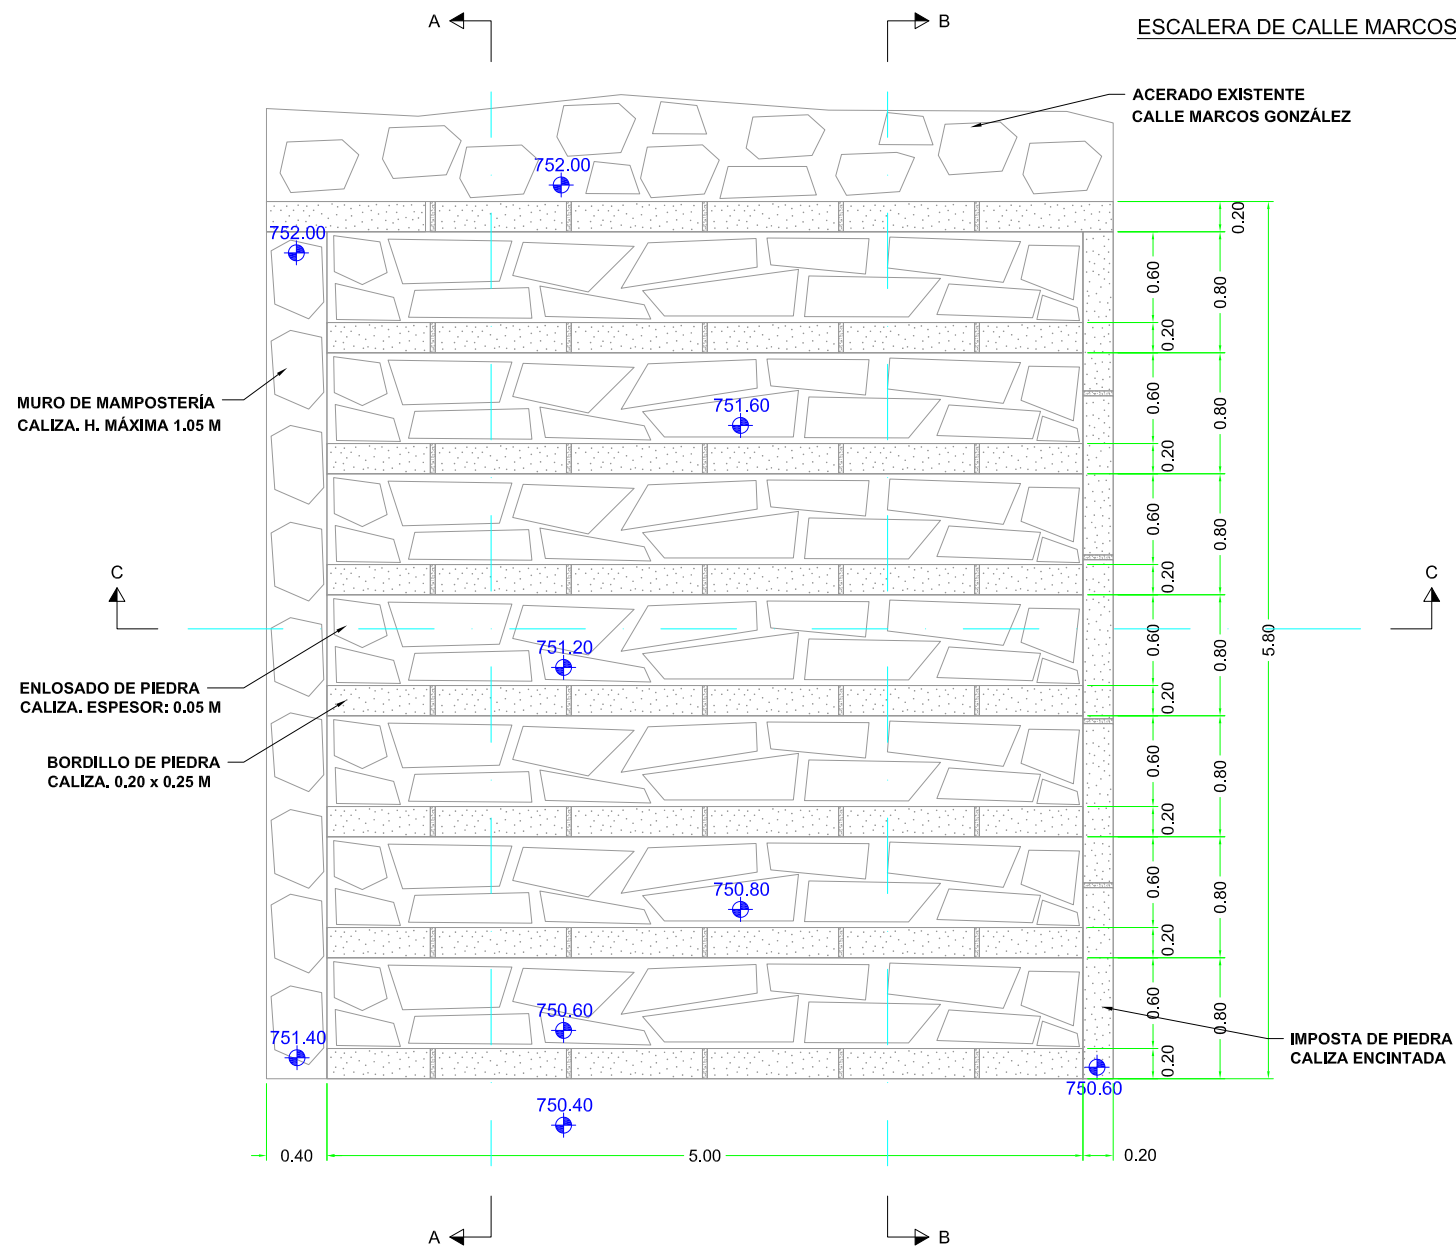 A
B
ESCALERA DE CALLE MARCOS
ACERADO EXISTENTE
CALLE MARCOS GONZÁLEZ
752.00
752.00
0.20
0.60
0.80
0.20
MURO DE MAMPOSTERÍA
CALIZA. H. MÁXIMA 1.05 M
751.60
0.60
0.80
0.20
0.60
0.80
0.20
C
C
5.80
ENLOSADO DE PIEDRA
CALIZA. ESPESOR: 0.05 M
751.20
0.60
0.80
0.20
BORDILLO DE PIEDRA
CALIZA. 0.20 x 0.25 M
0.60
0.80
0.20
750.80
0.60
0.80
0.20
750.60
0.60
0.80
0.20
751.40
IMPOSTA DE PIEDRA
CALIZA ENCINTADA
750.60
750.40
0.40
5.00
0.20
A
B